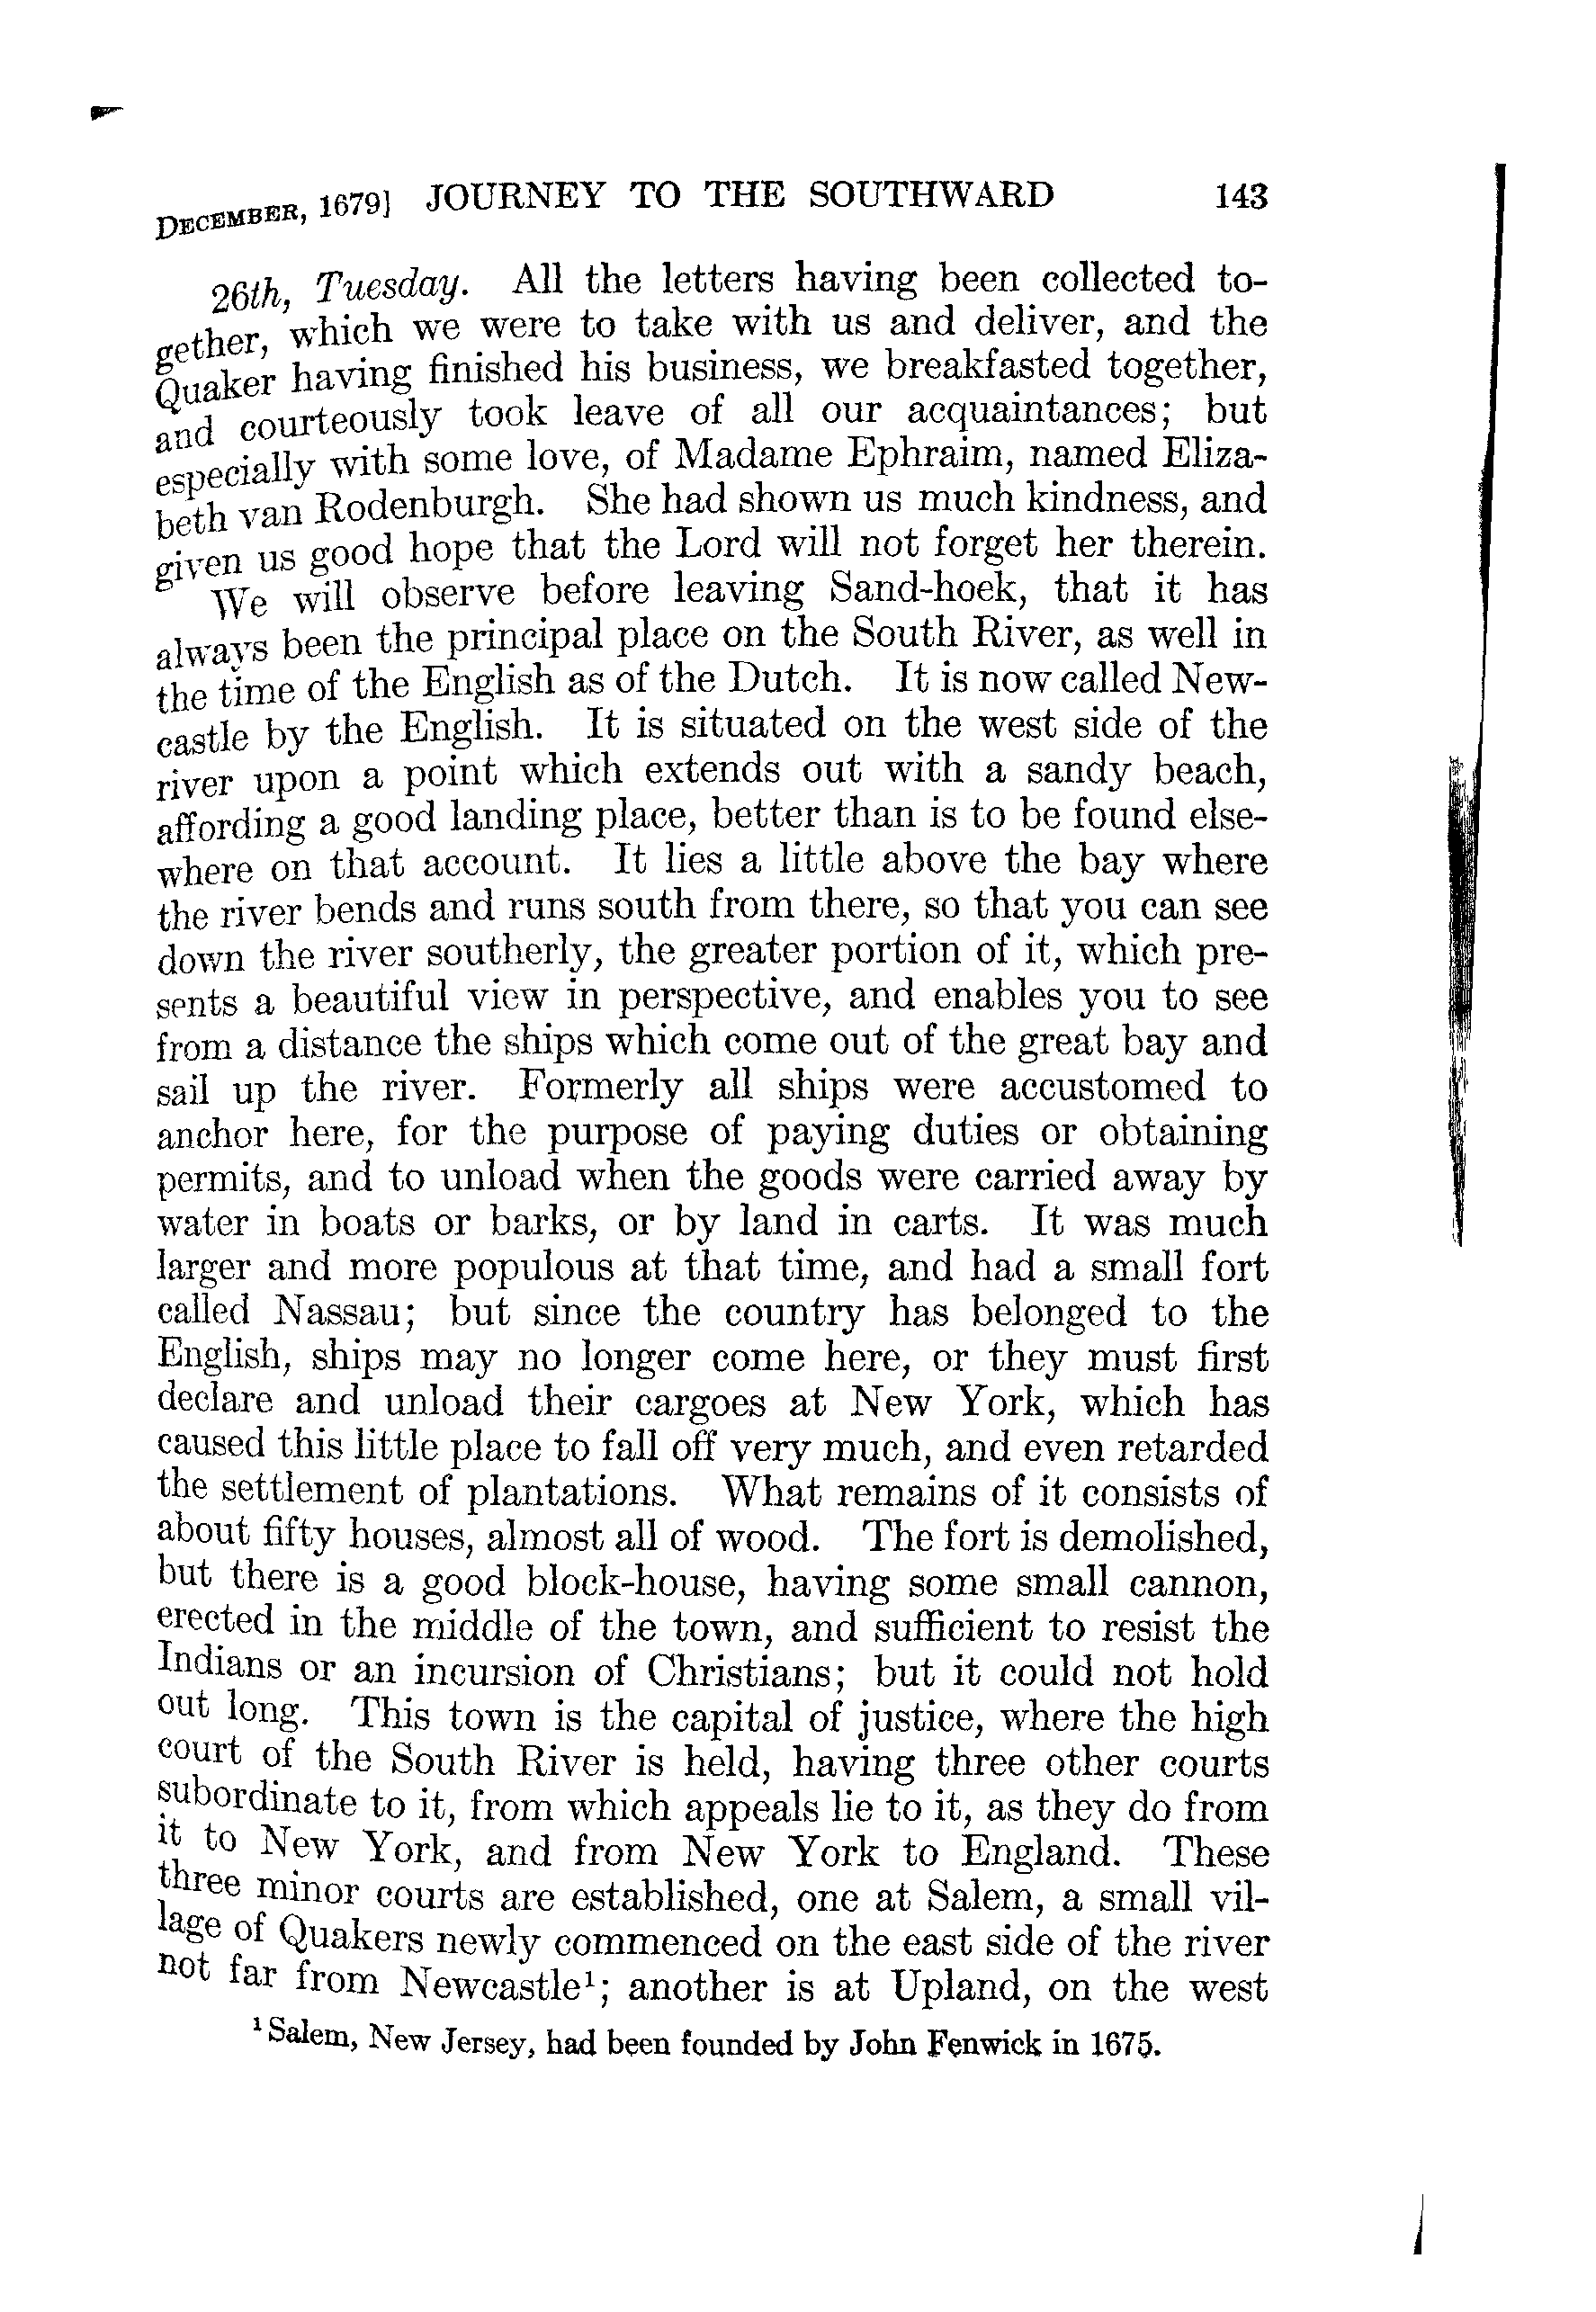 DECEMBER, 1679] JOURNEY TO THE SOUTHWARD 143
26th, Tuesday. All the letters having been collected to-
gether, which we were to take with us and deliver, and the
Quaker having finished his business, we breakfasted together,
and courteously took leave of all our acquaintances; but
especially with some love, of Madame Ephraim, named Eliza-
beth van Rodenburgh. She had shown us much kindness, and
given us good hope that the Lord will not forget her therein.
We will observe before leaving Sand-hoek, that it has
always been the principal place on the South River, as well in
the time of the English as of the Dutch. It is now called New-
castle by the English. It is situated on the west side of the
river upon a point which extends out with a sandy beach,
affording a good landing place, better than is to be found else-
where on that account. It lies a little above the bay where
the river bends and runs south from there, so that you can see
down the river southerly, the greater portion of it, which pre-
sents a beautiful view in perspective, and enables you to see
from a distance the ships which come out of the great bay and
sail up the river. Formerly all ships were accustomed to
anchor here, for the purpose of paying duties or obtaining
permits, and to unload when the goods were carried away by
water in boats or barks, or by land in carts. It was much
larger and more populous at that time, and had a small fort
called Nassau; but since the country has belonged to the
English, ships may no longer come here, or they must first
declare and unload their cargoes at New York, which has
caused this little place to fall off very much, and even retarded
the settlement of plantations. What remains of it consists of
about fifty houses, almost all of wood. The fort is demolished,
but there is a good block-house, having some small cannon,
erected in the middle of the town, and sufficient to resist the
Indians or an incursion of Christians; but it could not hold
out long. This town is the capital of justice, where the high
court of the South River is held, having three other courts
subordinate to it, from which appeals lie to it, as they do from
it to New York, and from New York to England. These
three minor courts are established, one at Salem, a small vil-
lage of Quakers newly commenced on the east side of the river
not far from Newcastle¹; another is at Upland, on the west
¹ Salem, New Jersey, had been founded by John Fenwick in 1675.